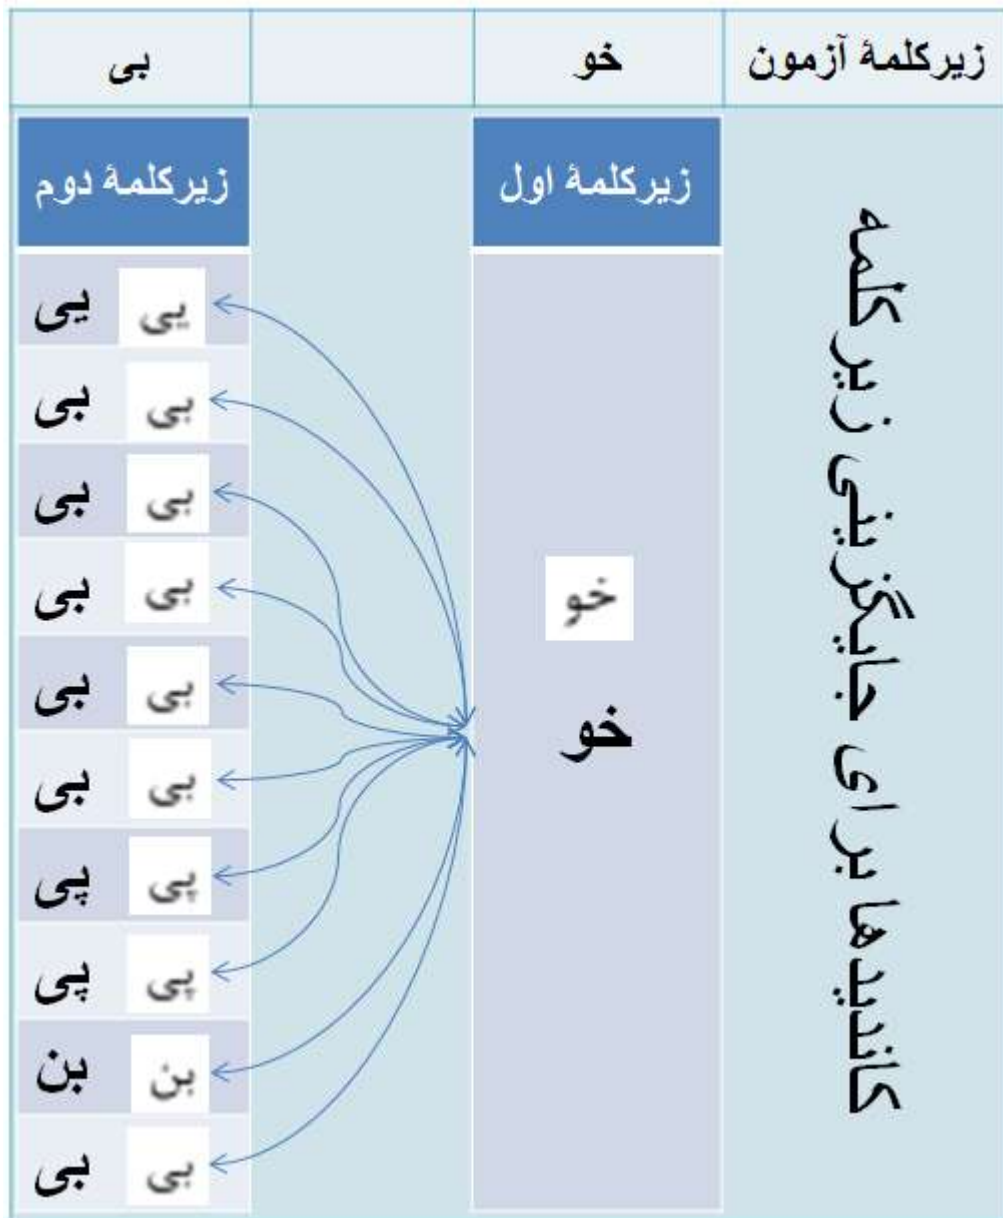 زیرکلمهٔ آزمون خو بی
زیرکلمهٔ اول زیرکلمهٔ دوم
کاندیدها برای جایگزینی زیرکلمه
خو
خو
یی یی
بی بی
بی بی
بی بی
بی بی
بی بی
پی پی
پی پی
بن بن
بی بی